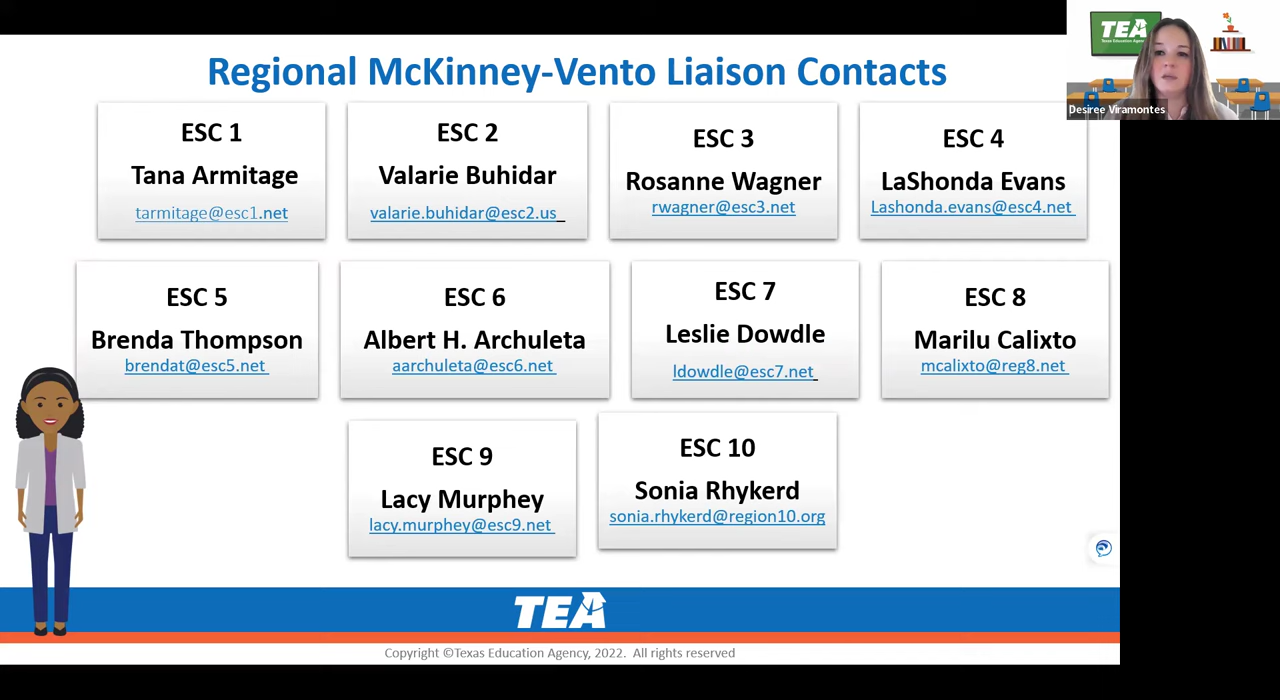 Regional McKinney-Vento Liaison Contacts
TEA
Texas Education Agency
Desiree Viramontes
ESC 1
Tana Armitage
tarmitage@esc1.net
ESC 2
Valarie Buhidar
valarie.buhidar@esc2.us
ESC 3
Rosanne Wagner
rwagner@esc3.net
ESC 4
LaShonda Evans
Lashonda.evans@esc4.net
ESC 5
Brenda Thompson
brendat@esc5.net
ESC 6
Albert H. Archuleta
aarchuleta@esc6.net
ESC 7
Leslie Dowdle
ldowdle@esc7.net
ESC 8
Marilu Calixto
mcalixto@reg8.net
ESC 9
Lacy Murphey
lacy.murphey@esc9.net
ESC 10
Sonia Rhykerd
sonia.rhykerd@region10.org
TEA
Copyright ©Texas Education Agency, 2022. All rights reserved